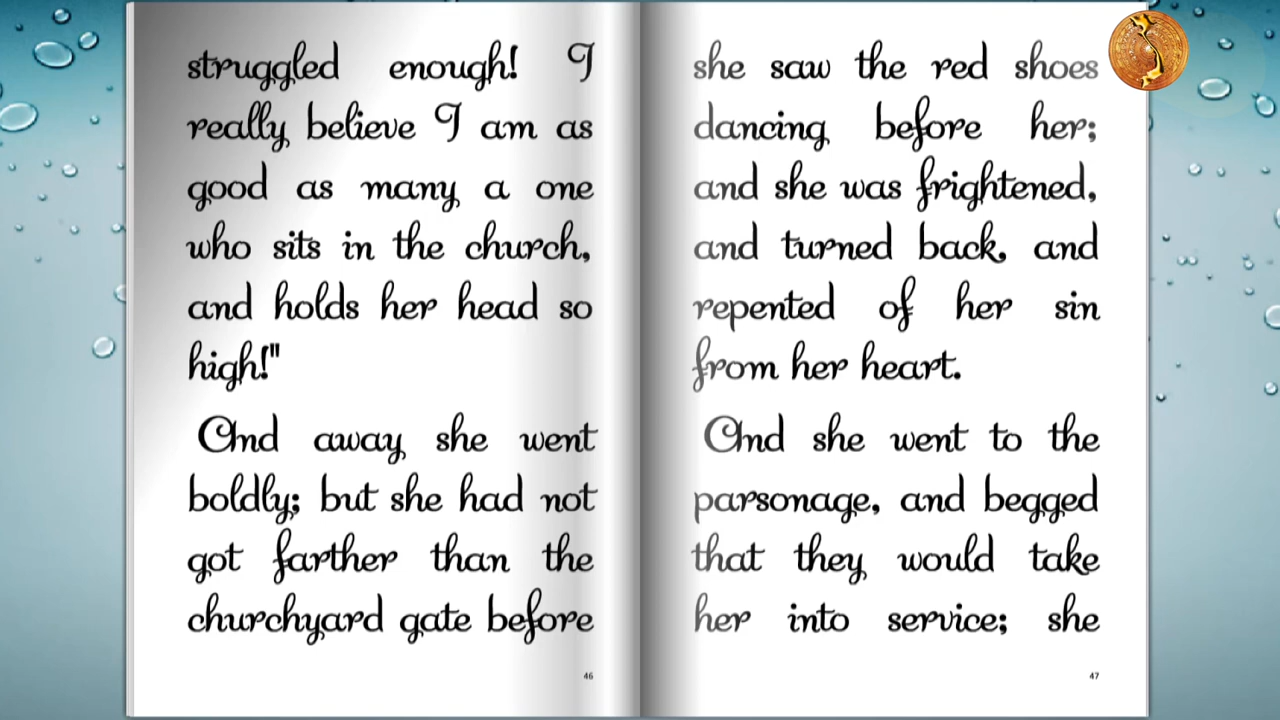 struggled enough! I
really believe I am as
good as many a one
who sits in the church,
and holds her head so
high!"
And away she went
boldly; but she had not
got farther than the
churchyard gate before
46
she saw the red shoes
dancing before her;
and she was frightened,
and turned back, and
repented of her sin
from her heart.
And she went to the
parsonage, and begged
that they would take
her into service; she
47